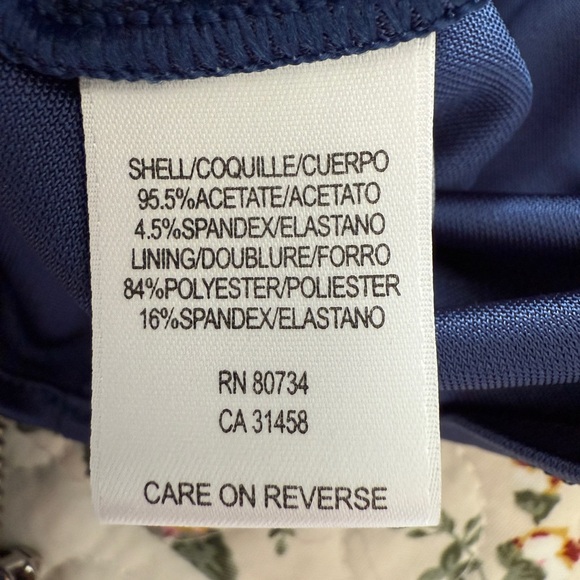 SHELL/COQUILLE/CUERPO
95.5%ACETATE/ACETATO
4.5%SPANDEX/ELASTANO
LINING/DOUBLURE/FORRO
84%POLYESTER/POLIESTER
16%SPANDEX/ELASTANO
RN 80734
CA 31458
CARE ON REVERSE